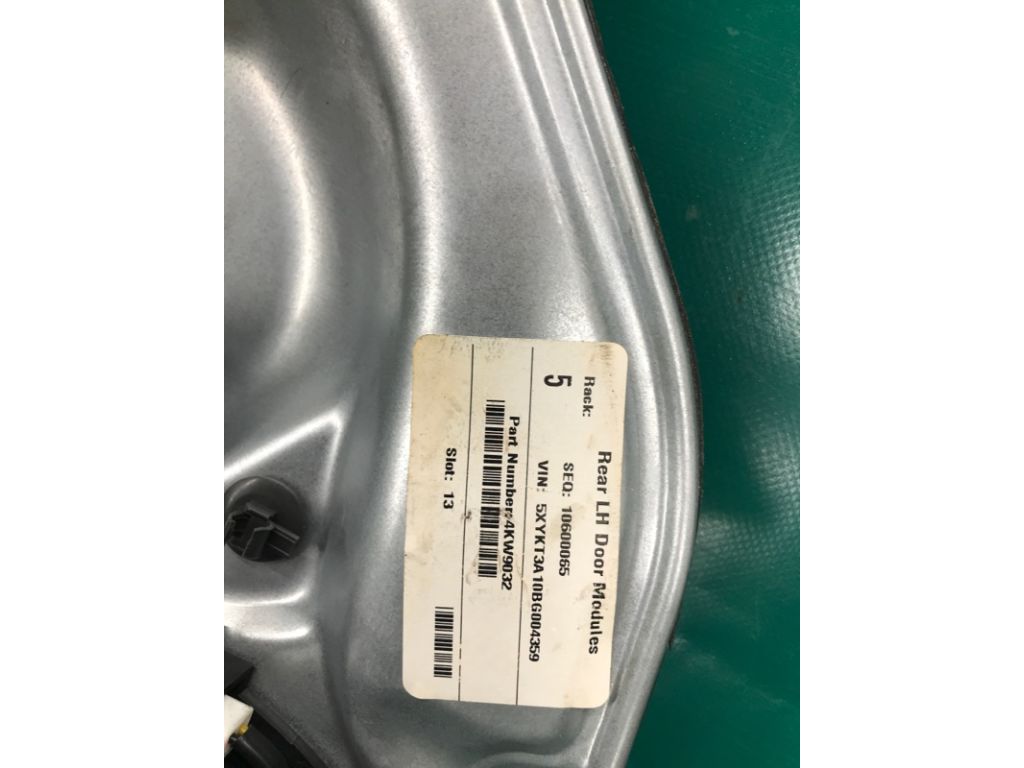 Rear LH Door Modules
Rack:
5
SEQ: 10600065
VIN: 5XYKT3A10BG004359
Part Number:4KW9032
Slot: 13